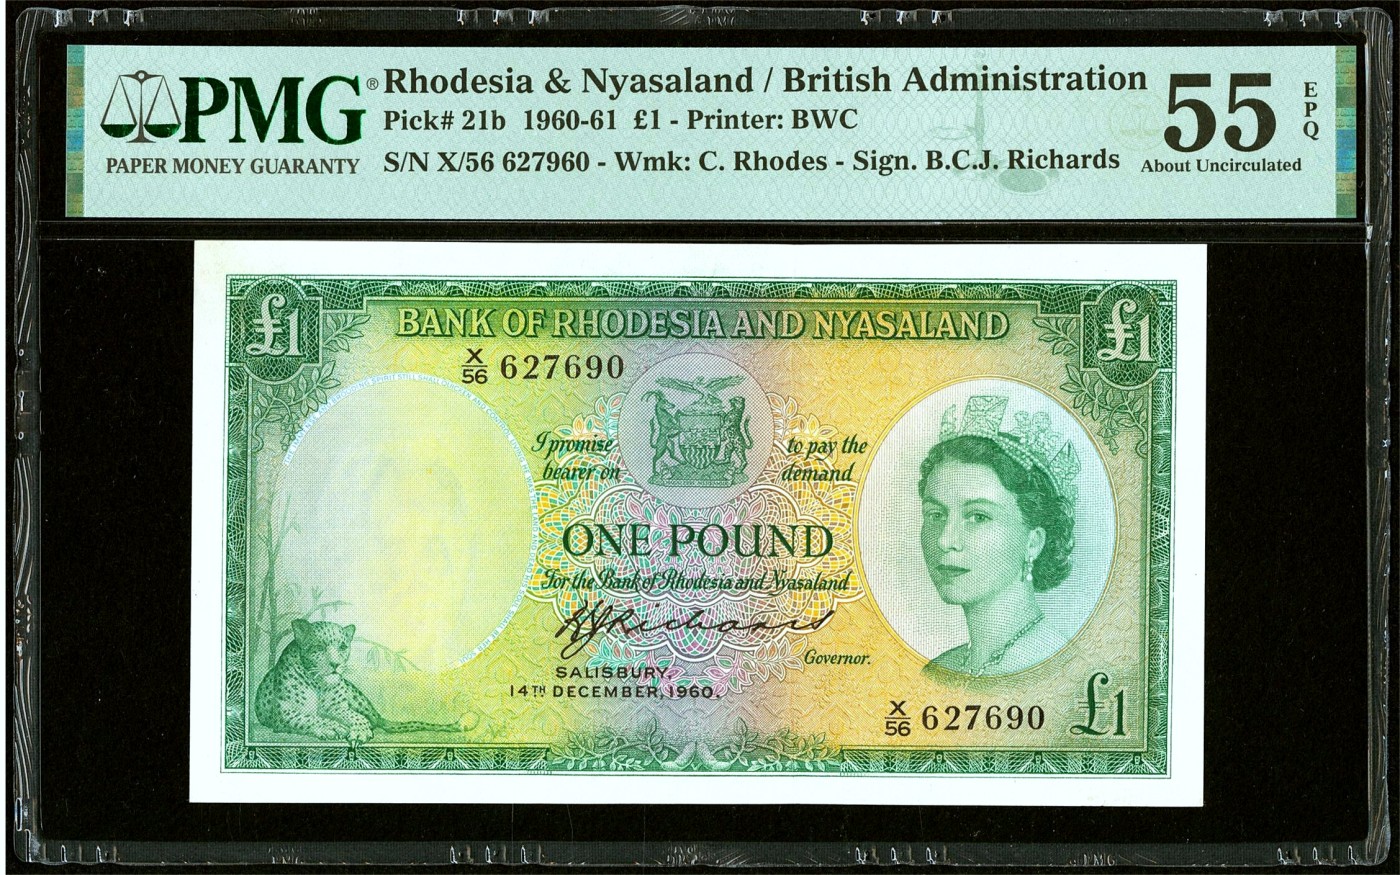 PMG®
PAPER MONEY GUARANTY
Rhodesia & Nyasaland / British Administration
Pick# 21b 1960-61 £1 - Printer: BWC
S/N X/56 627960 - Wmk: C. Rhodes - Sign. B.C.J. Richards
55
EPQ
About Uncirculated
£1
BANK OF RHODESIA AND NYASALAND
£1
X/56 627690
I promise to pay the
bearer on demand
ONE POUND
For the Bank of Rhodesia and Nyasaland
Governor.
SALISBURY,
14TH DECEMBER, 1960.
X/56 627690 £1